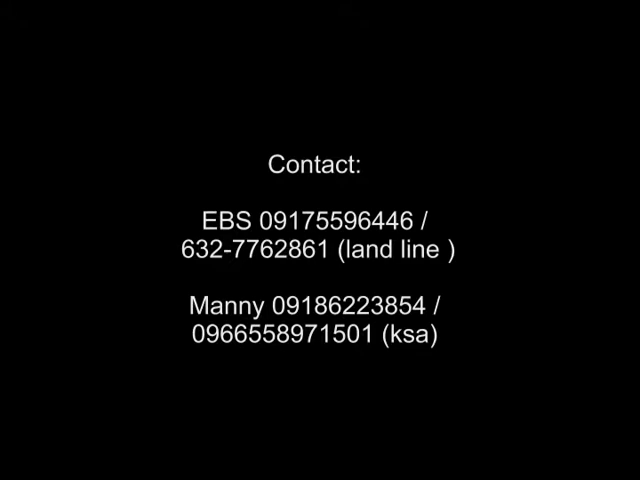 Contact:
EBS 09175596446 /
632-7762861 (land line )
Manny 09186223854 /
0966558971501 (ksa)